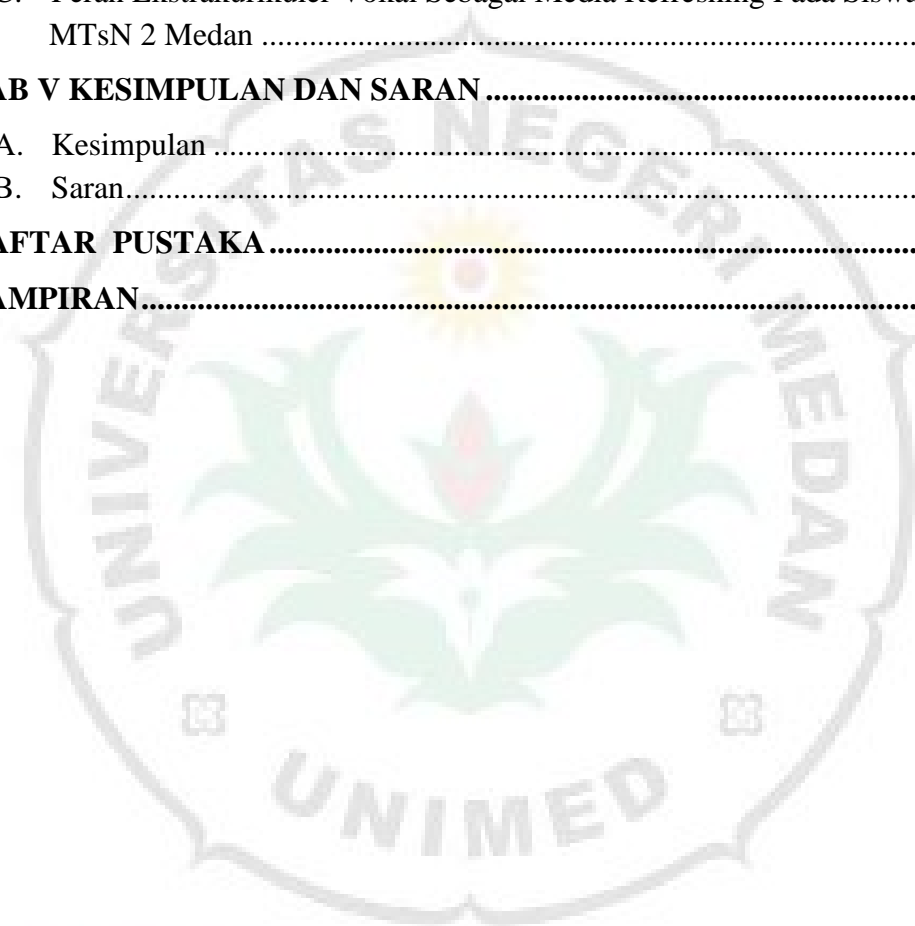 Peran Ekstrakurikuler Vokal Sebagai Media Refreshing Pada Siswa
MTsN 2 Medan ........................................................................................
AB V KESIMPULAN DAN SARAN ........................................................
A. Kesimpulan ..............................................................................................
B. Saran.........................................................................................................
AFTAR PUSTAKA ......................................................................................
AMPIRAN.......................................................................................................
UNIVERSITAS NEGERI MEDAN
UNIMED